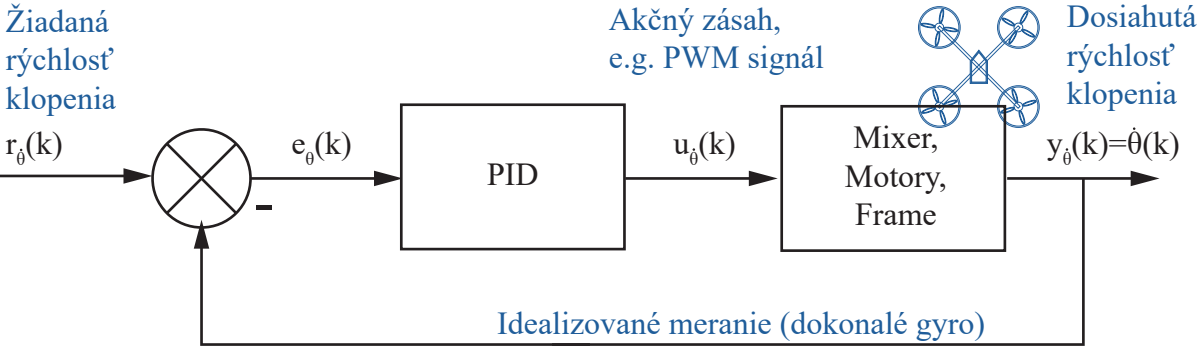 Žiadaná
rýchlosť
klopenia
r_θ̇(k)
e_θ(k)
PID
Akčný zásah,
e.g. PWM signál
u_θ̇(k)
Mixer,
Motory,
Frame
Dosiahutá
rýchlosť
klopenia
y_θ̇(k)=θ̇(k)
Idealizované meranie (dokonalé gyro)